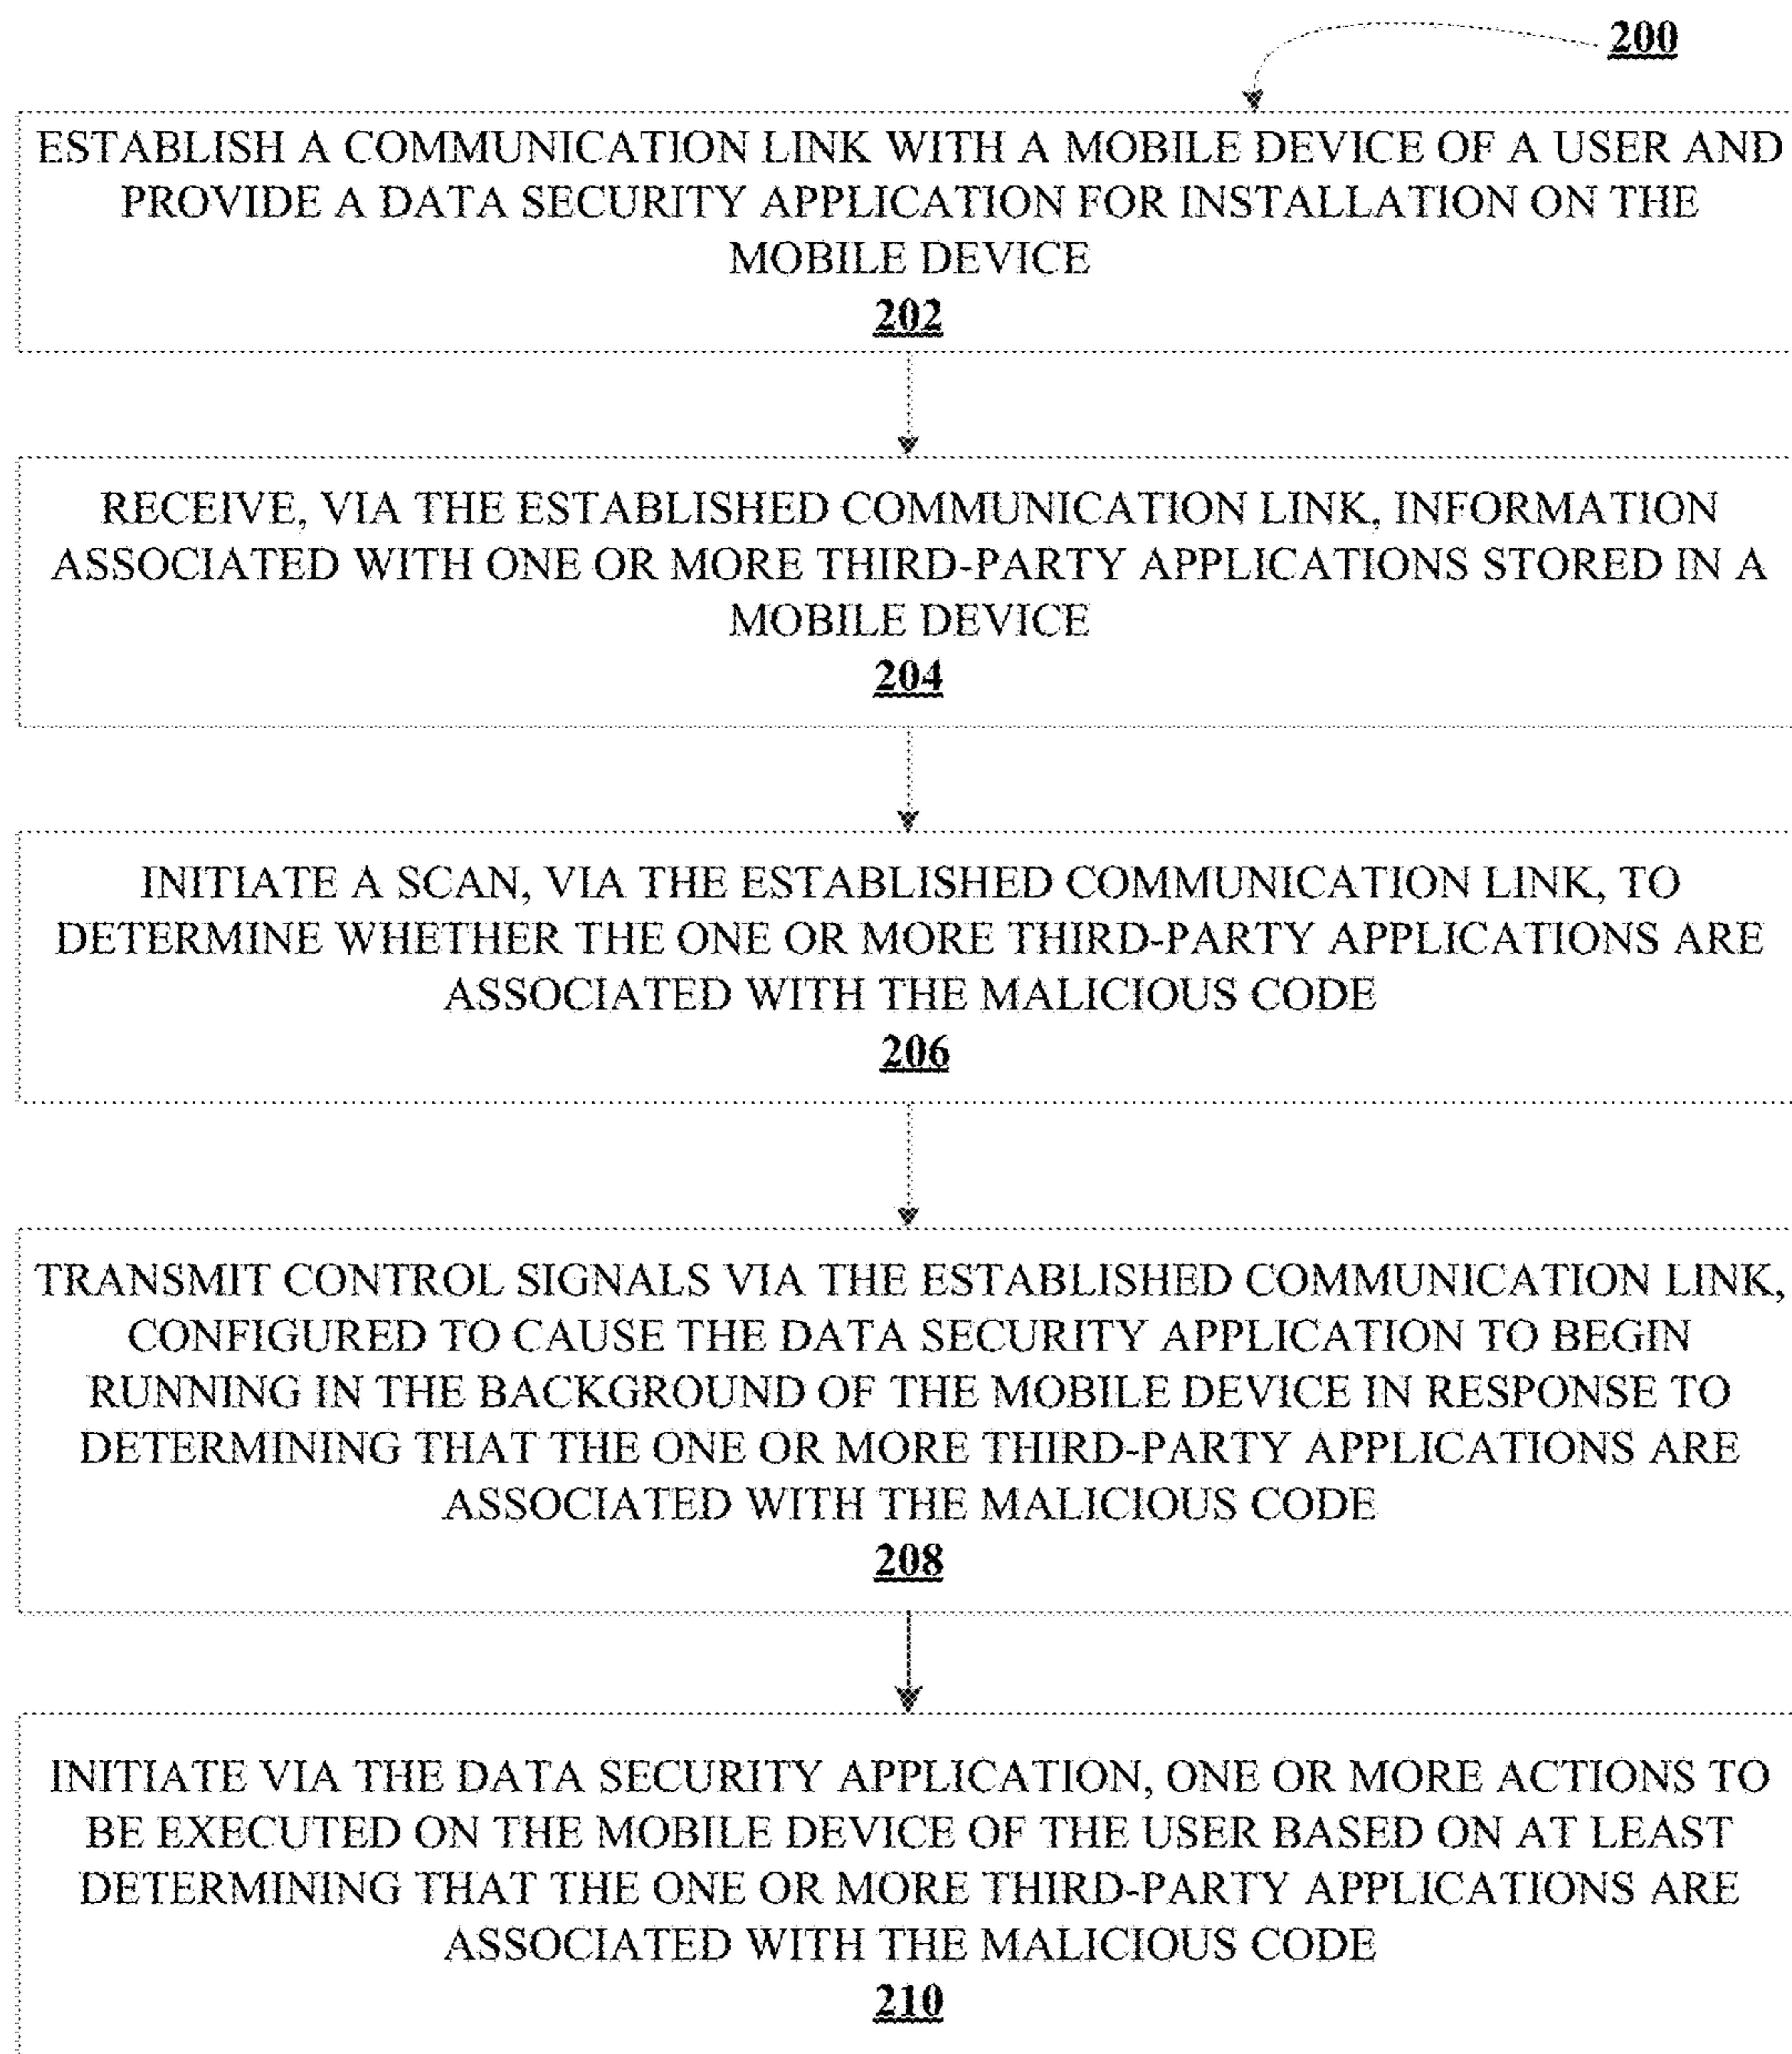 200
ESTABLISH A COMMUNICATION LINK WITH A MOBILE DEVICE OF A USER AND
PROVIDE A DATA SECURITY APPLICATION FOR INSTALLATION ON THE
MOBILE DEVICE
202
RECEIVE, VIA THE ESTABLISHED COMMUNICATION LINK, INFORMATION
ASSOCIATED WITH ONE OR MORE THIRD-PARTY APPLICATIONS STORED IN A
MOBILE DEVICE
204
INITIATE A SCAN, VIA THE ESTABLISHED COMMUNICATION LINK, TO
DETERMINE WHETHER THE ONE OR MORE THIRD-PARTY APPLICATIONS ARE
ASSOCIATED WITH THE MALICIOUS CODE
206
TRANSMIT CONTROL SIGNALS VIA THE ESTABLISHED COMMUNICATION LINK,
CONFIGURED TO CAUSE THE DATA SECURITY APPLICATION TO BEGIN
RUNNING IN THE BACKGROUND OF THE MOBILE DEVICE IN RESPONSE TO
DETERMINING THAT THE ONE OR MORE THIRD-PARTY APPLICATIONS ARE
ASSOCIATED WITH THE MALICIOUS CODE
208
INITIATE VIA THE DATA SECURITY APPLICATION, ONE OR MORE ACTIONS TO
BE EXECUTED ON THE MOBILE DEVICE OF THE USER BASED ON AT LEAST
DETERMINING THAT THE ONE OR MORE THIRD-PARTY APPLICATIONS ARE
ASSOCIATED WITH THE MALICIOUS CODE
210